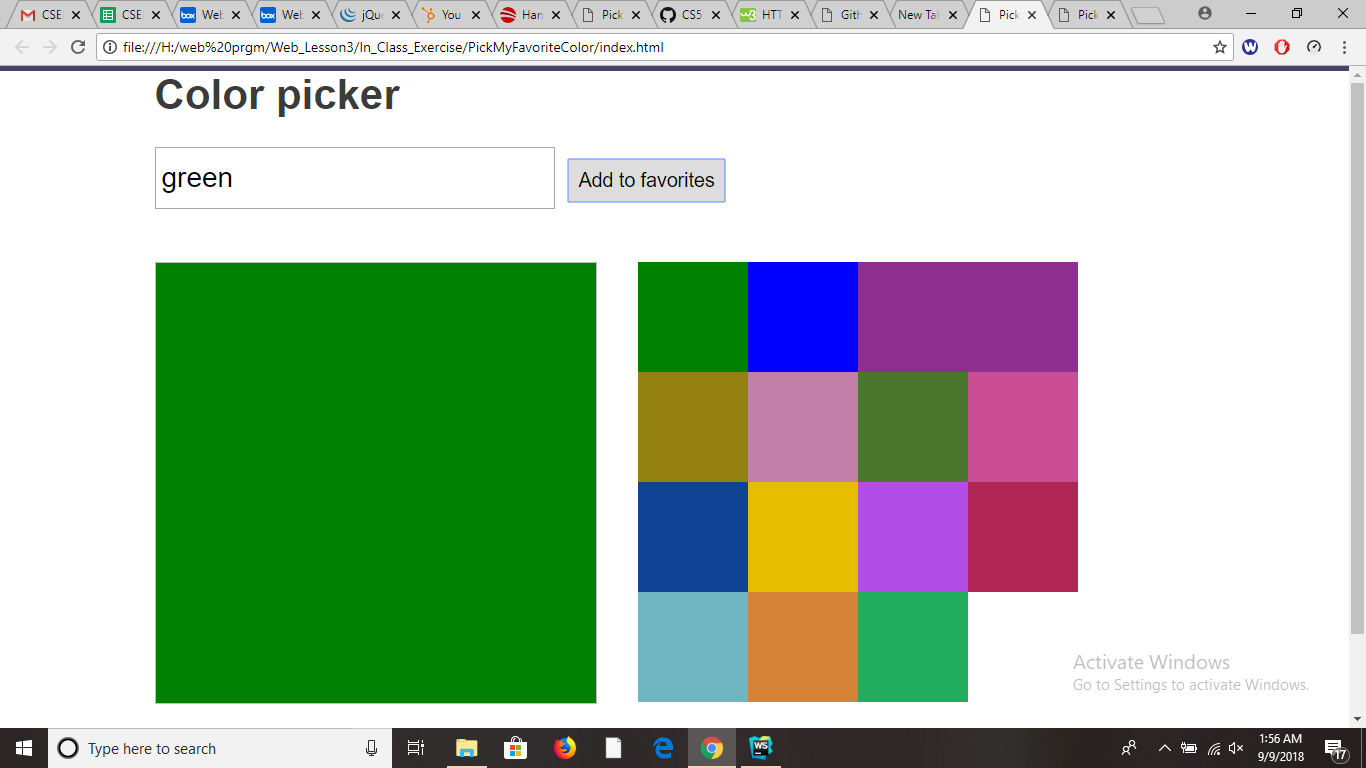 CSE
CSE
Web
Web
jQue
You
Han
Pick
CS5
HTT
Gith
New Tab
Pick
Pick
file:///H:/web%20prgm/Web_Lesson3/In_Class_Exercise/PickMyFavoriteColor/index.html
Color picker
green Add to favorites
Activate Windows
Go to Settings to activate Windows.
Type here to search
1:56 AM
9/9/2018
17